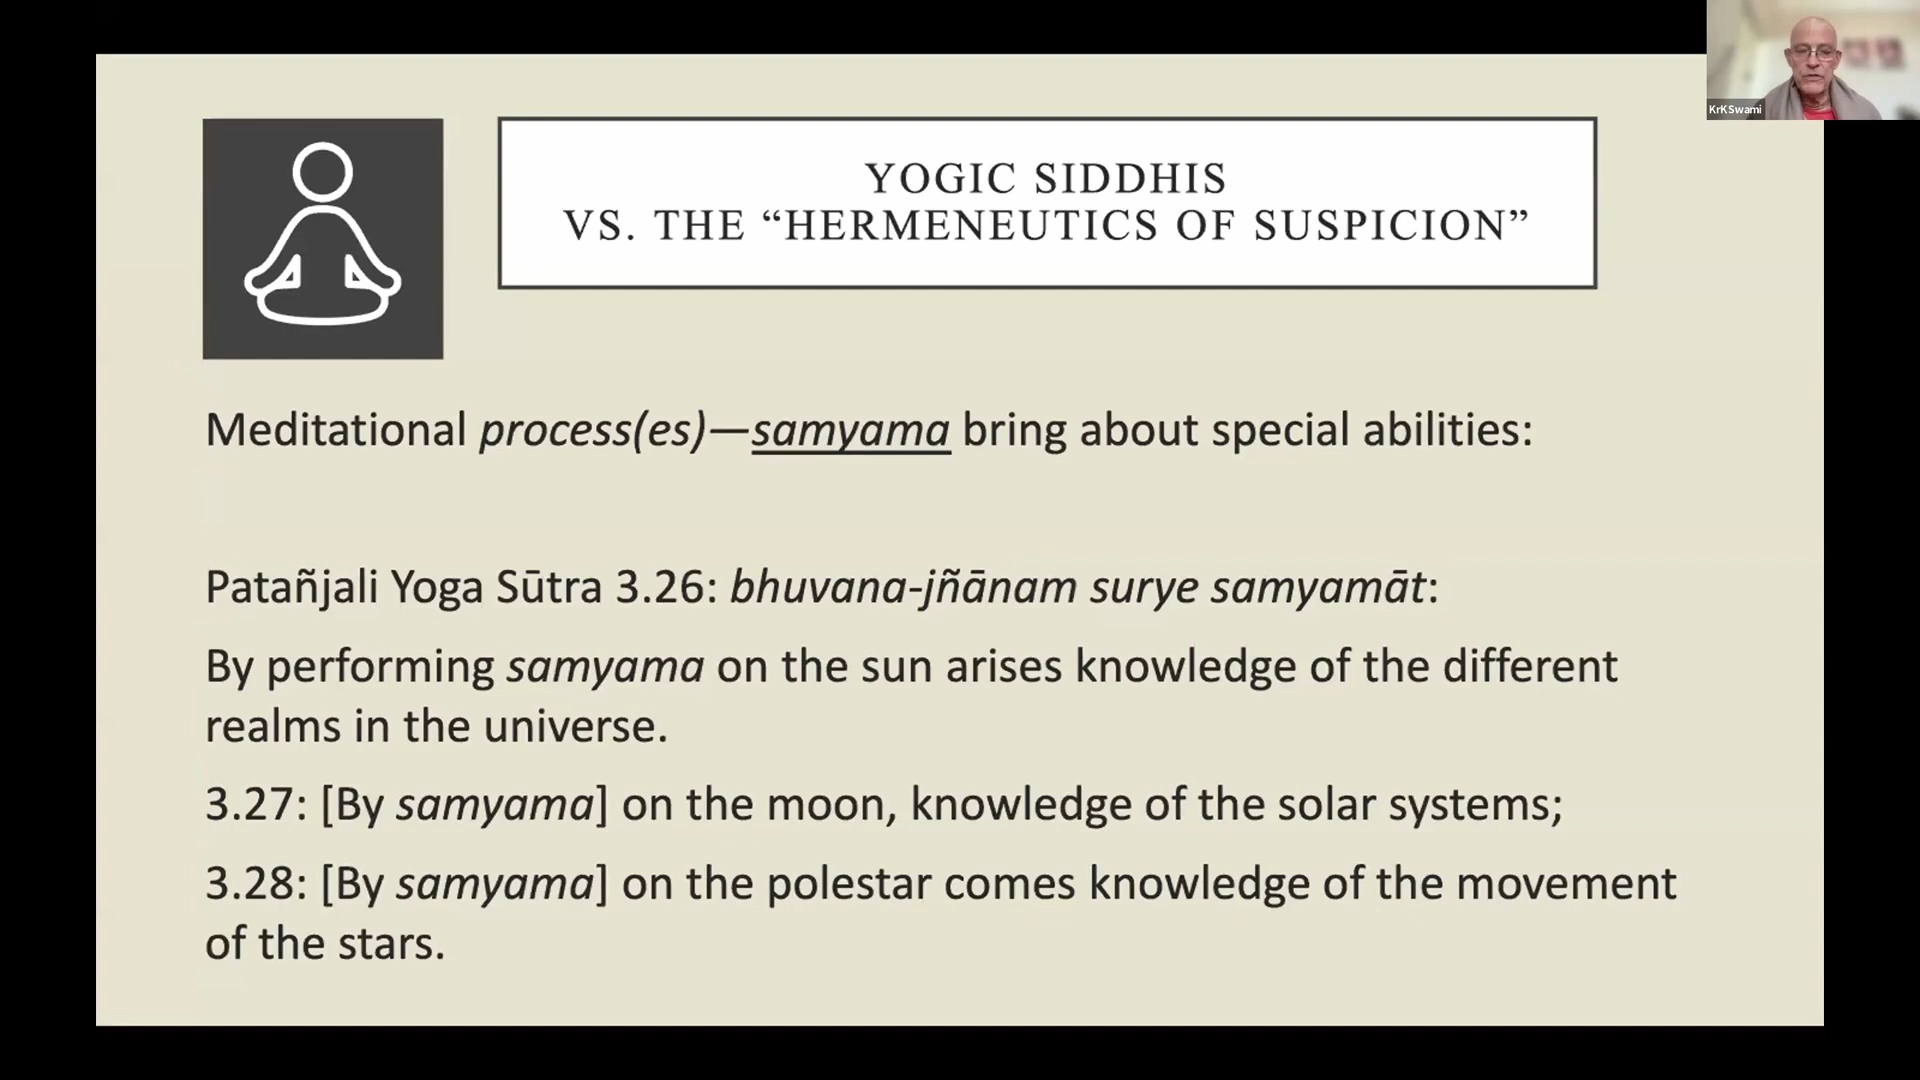 KrKSwami
YOGIC SIDDHIS
VS. THE “HERMENEUTICS OF SUSPICION”
Meditational process(es)—samyama bring about special abilities:
Patañjali Yoga Sūtra 3.26: bhuvana-jñānam surye samyamāt:
By performing samyama on the sun arises knowledge of the different
realms in the universe.
3.27: [By samyama] on the moon, knowledge of the solar systems;
3.28: [By samyama] on the polestar comes knowledge of the movement
of the stars.